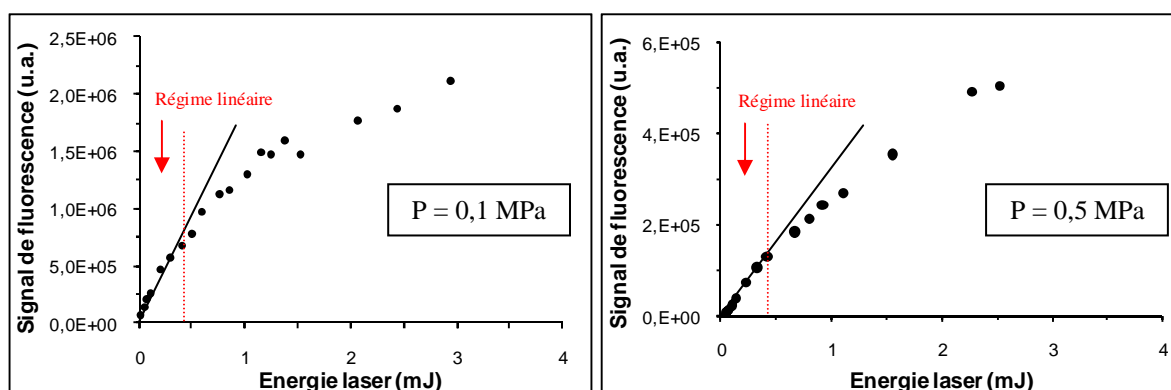 2,5E+06
2,0E+06
1,5E+06
1,0E+06
5,0E+05
0,0E+00
Signal de fluorescence (u.a.)
Régime linéaire
P = 0,1 MPa
0 1 2 3 4
Energie laser (mJ)
6,E+05
4,E+05
2,E+05
0,E+00
Signal de fluorescence (u.a.)
Régime linéaire
P = 0,5 MPa
0 1 2 3 4
Energie laser (mJ)